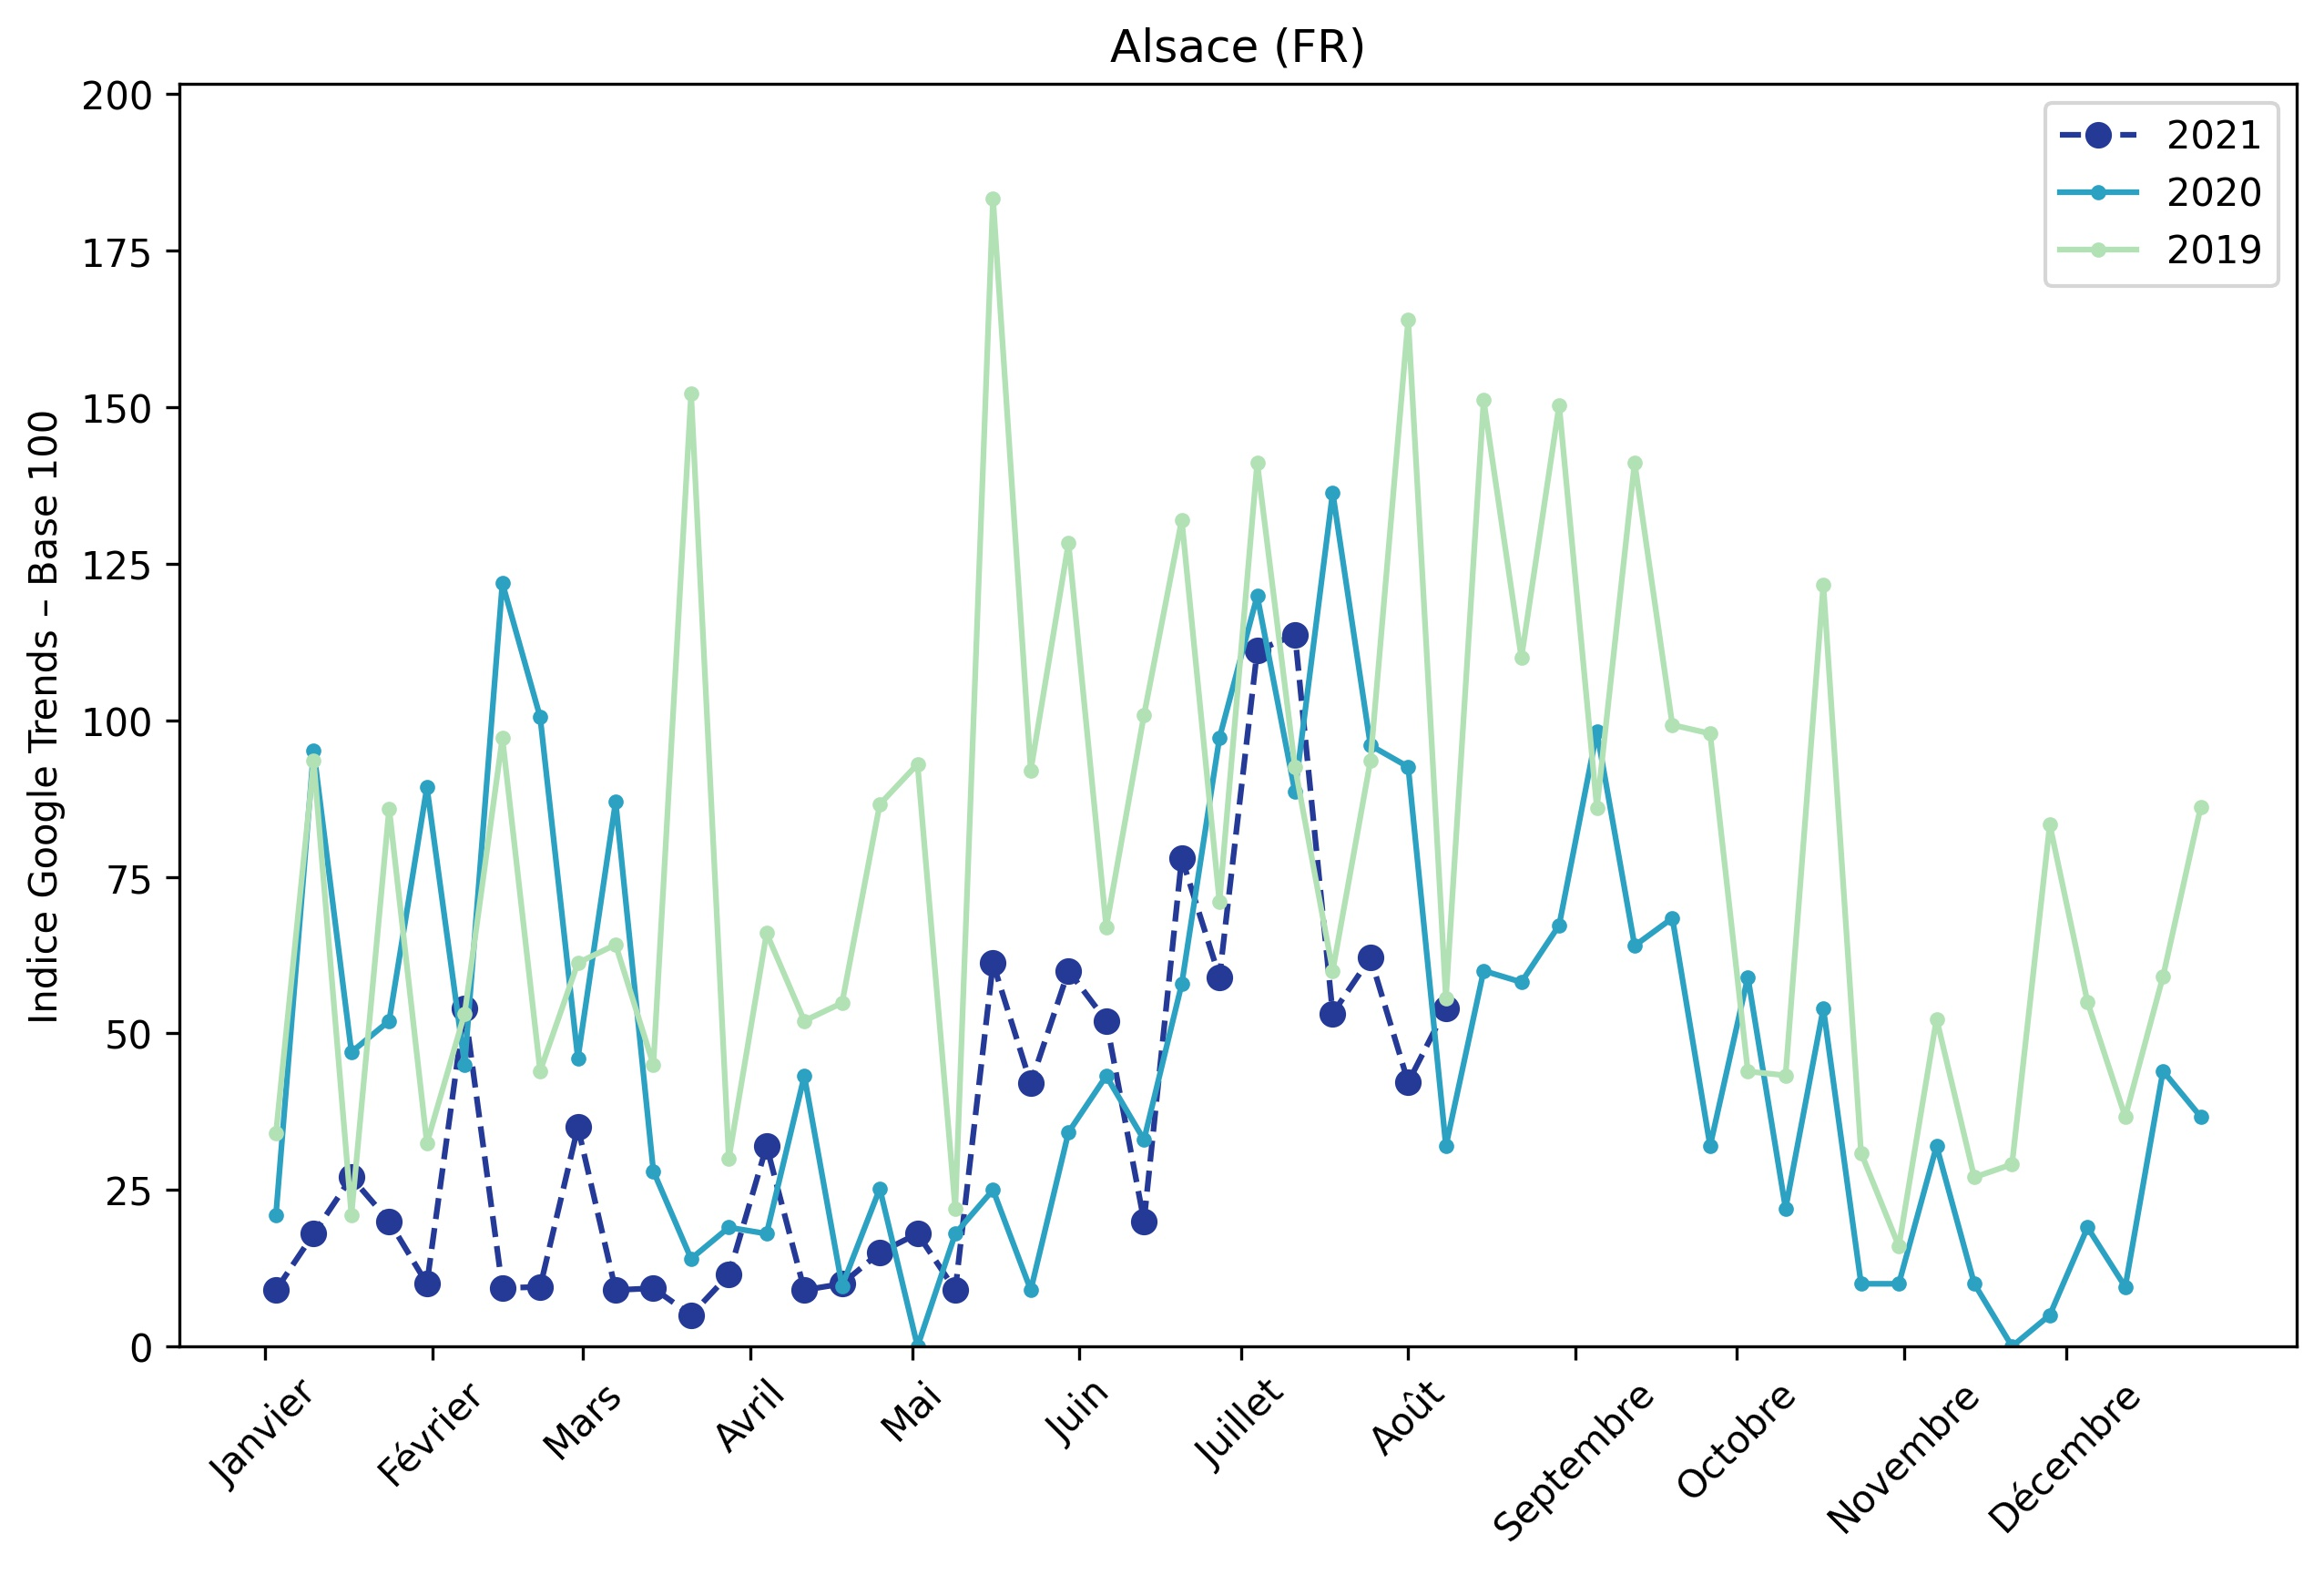 Alsace (FR)
Indice Google Trends – Base 100
200
175
150
125
100
75
50
25
0
2021
2020
2019
Janvier
Février
Mars
Avril
Mai
Juin
Juillet
Août
Septembre
Octobre
Novembre
Décembre